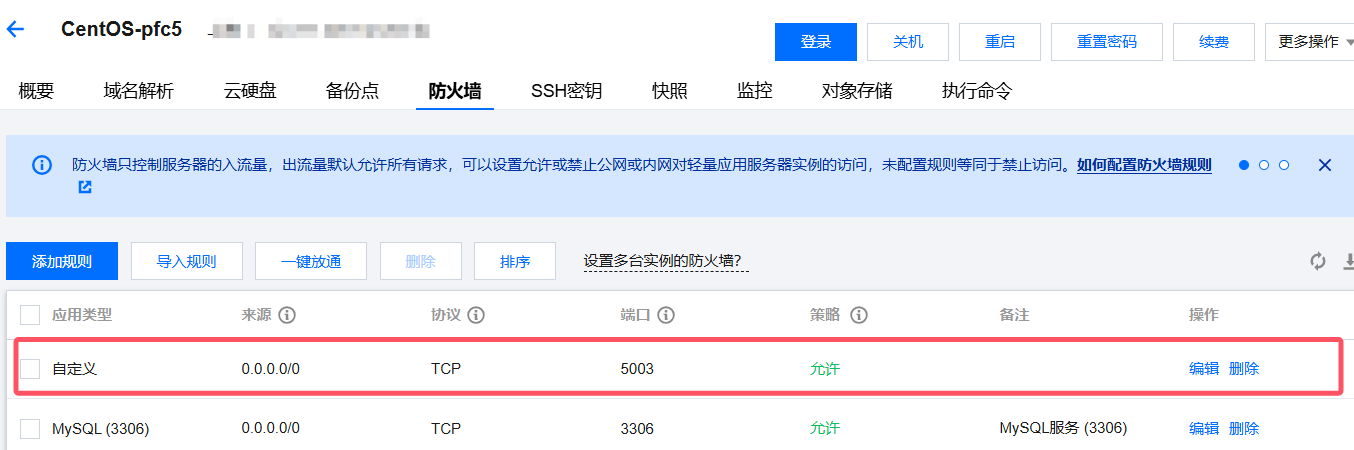 CentOS-pfc5
登录 关机 重启 重置密码 续费 更多操作
概要 域名解析 云硬盘 备份点 防火墙 SSH密钥 快照 监控 对象存储 执行命令
防火墙只控制服务器的入流量，出流量默认允许所有请求，可以设置允许或禁止公网或内网对轻量应用服务器实例的访问，未配置规则等同于禁止访问。如何配置防火墙规则
添加规则 导入规则 一键放通 删除 排序 设置多台实例的防火墙？
应用类型 来源 协议 端口 策略 备注 操作
自定义 0.0.0.0/0 TCP 5003 允许 编辑 删除
MySQL (3306) 0.0.0.0/0 TCP 3306 允许 MySQL服务 (3306) 编辑 删除